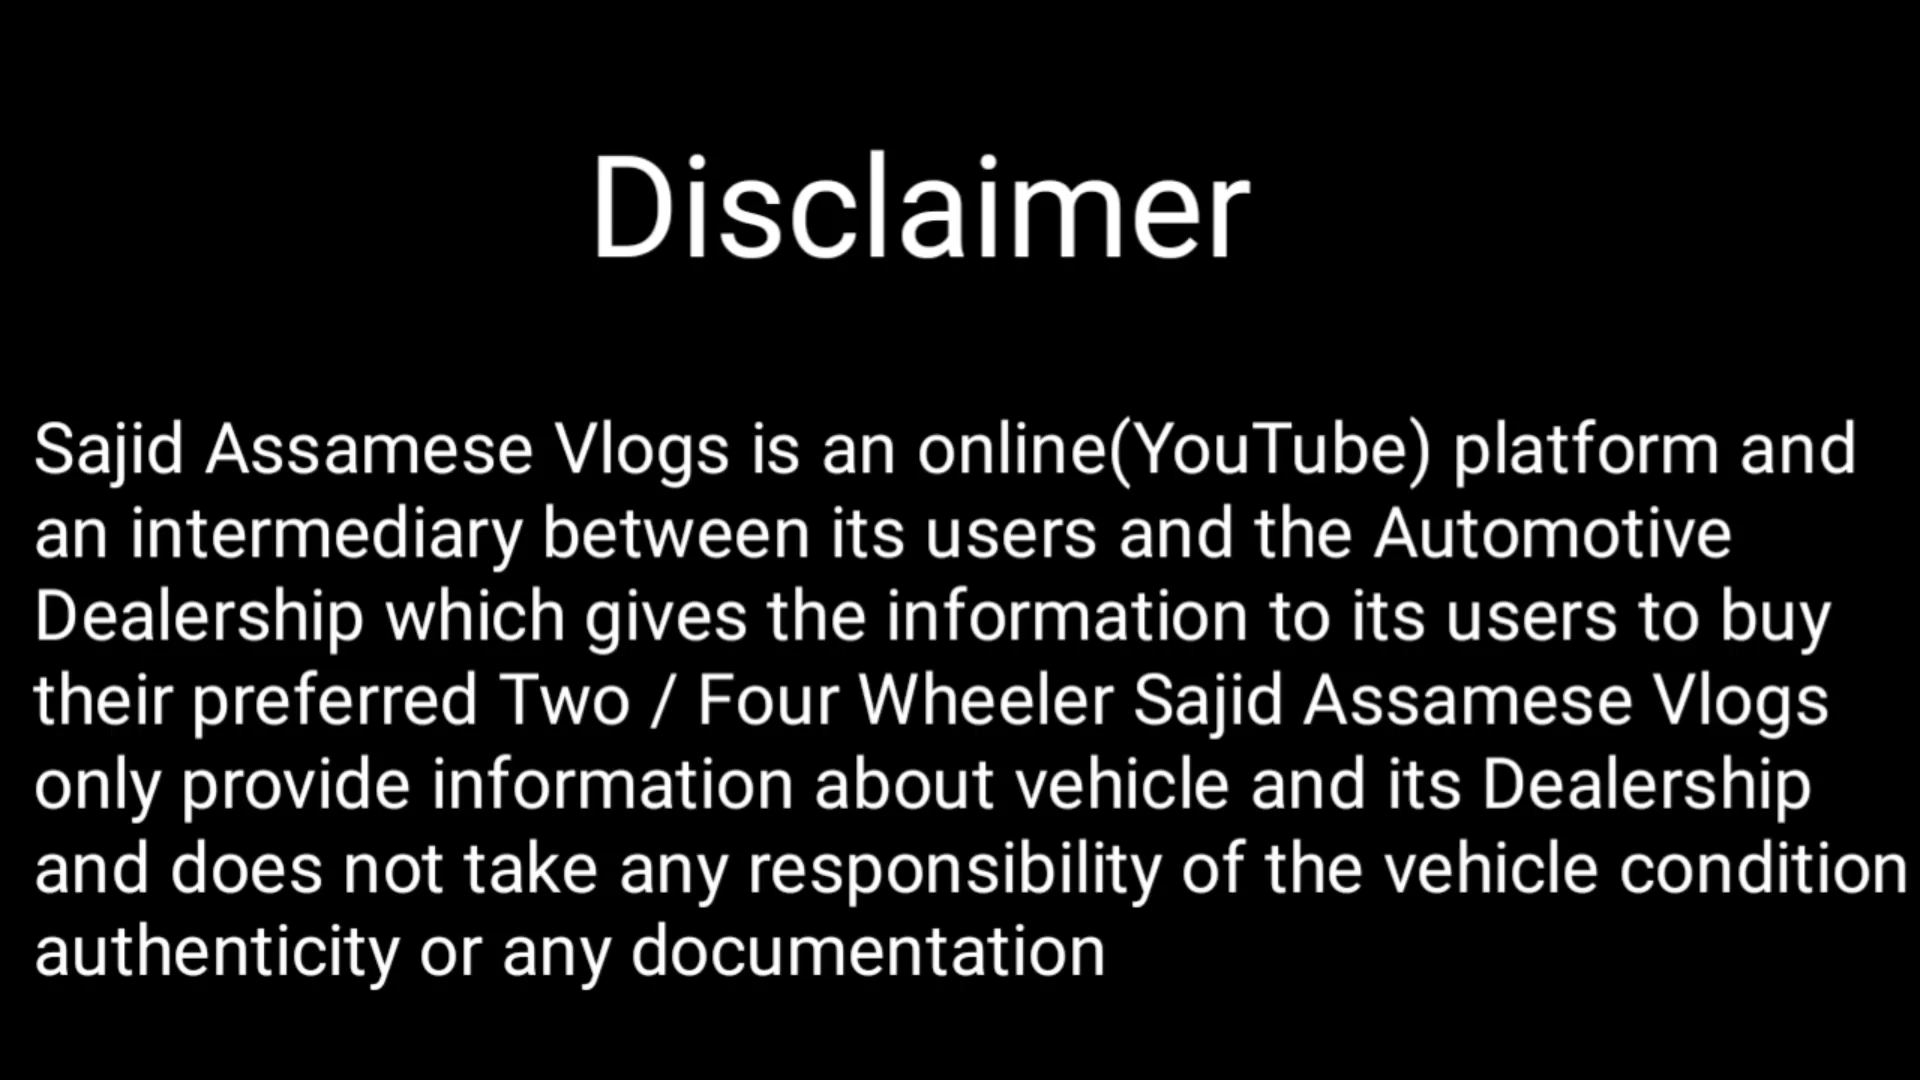 Disclaimer
Sajid Assamese Vlogs is an online(YouTube) platform and
an intermediary between its users and the Automotive
Dealership which gives the information to its users to buy
their preferred Two / Four Wheeler Sajid Assamese Vlogs
only provide information about vehicle and its Dealership
and does not take any responsibility of the vehicle condition
authenticity or any documentation